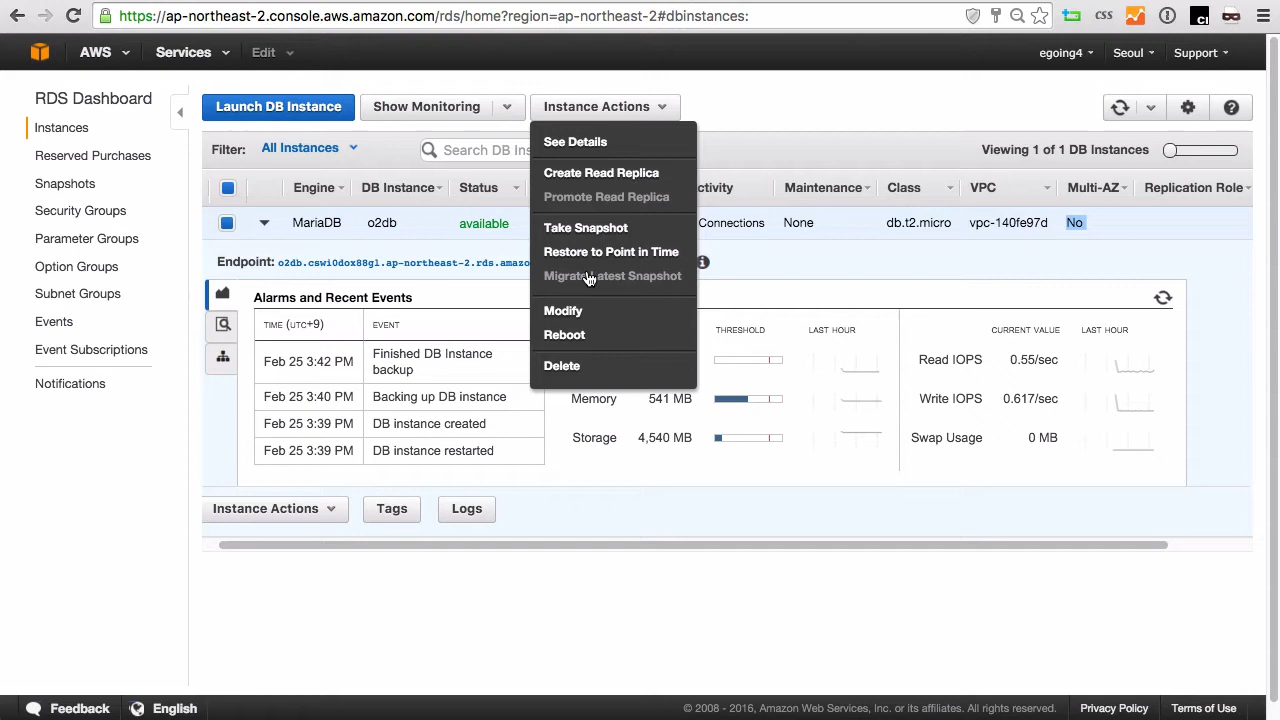 https://ap-northeast-2.console.aws.amazon.com/rds/home?region=ap-northeast-2#dbinstances:
css
AWS Services Edit egoing4 Seoul Support
RDS Dashboard
Instances
Reserved Purchases
Snapshots
Security Groups
Parameter Groups
Option Groups
Subnet Groups
Events
Event Subscriptions
Notifications
Launch DB Instance Show Monitoring Instance Actions
Filter: All Instances Search DB Viewing 1 of 1 DB Instances
See Details
Create Read Replica
Promote Read Replica
Take Snapshot
Restore to Point in Time
Migrate Latest Snapshot
Modify
Reboot
Delete
Engine DB Instance Status Maintenance Class VPC Multi-AZ Replication Role
MariaDB o2db available Connections None db.t2.micro vpc-140fe97d No
Endpoint: o2db.cswi0dox88gl.ap-northeast-2.rds.amazo
Alarms and Recent Events
TIME (UTC+9) EVENT
Feb 25 3:42 PM Finished DB Instance backup
Feb 25 3:40 PM Backing up DB instance
Feb 25 3:39 PM DB instance created
Feb 25 3:39 PM DB instance restarted
THRESHOLD LAST HOUR CURRENT VALUE LAST HOUR
Read IOPS 0.55/sec
Memory 541 MB Write IOPS 0.617/sec
Storage 4,540 MB Swap Usage 0 MB
Instance Actions Tags Logs
Feedback English © 2008 - 2016, Amazon Web Services, Inc. or its affiliates. All rights reserved. Privacy Policy Terms of Use